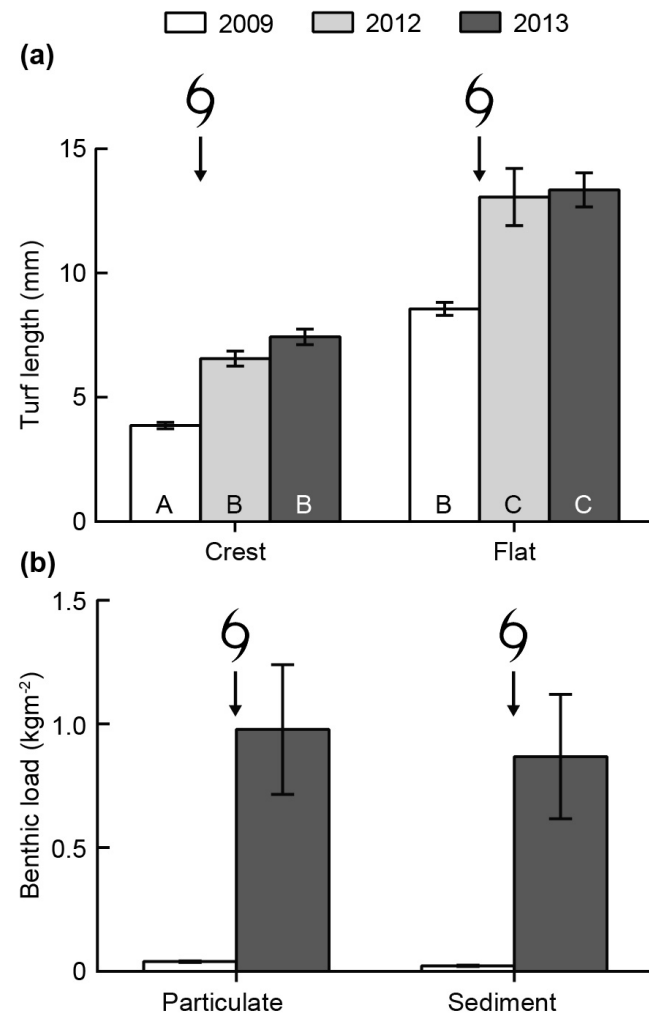 2009 2012 2013
(a)
15
10
5
0
Turf length (mm)
A B B B C C
Crest Flat
(b)
1.5
1.0
0.5
0
Benthic load (kgm⁻²)
Particulate Sediment